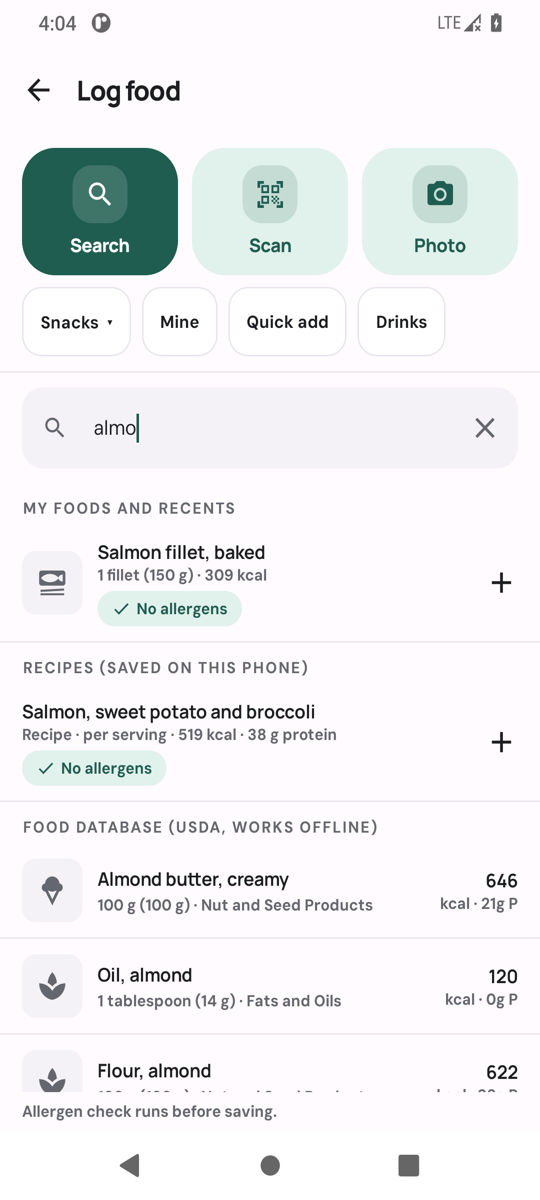 4:04
LTE
Log food
Search
Scan
Photo
Snacks ▾
Mine
Quick add
Drinks
almo
MY FOODS AND RECENTS
Salmon fillet, baked
1 fillet (150 g) · 309 kcal
No allergens
RECIPES (SAVED ON THIS PHONE)
Salmon, sweet potato and broccoli
Recipe · per serving · 519 kcal · 38 g protein
No allergens
FOOD DATABASE (USDA, WORKS OFFLINE)
Almond butter, creamy
646
100 g (100 g) · Nut and Seed Products
kcal · 21g P
Oil, almond
120
1 tablespoon (14 g) · Fats and Oils
kcal · 0g P
Flour, almond
622
Allergen check runs before saving.